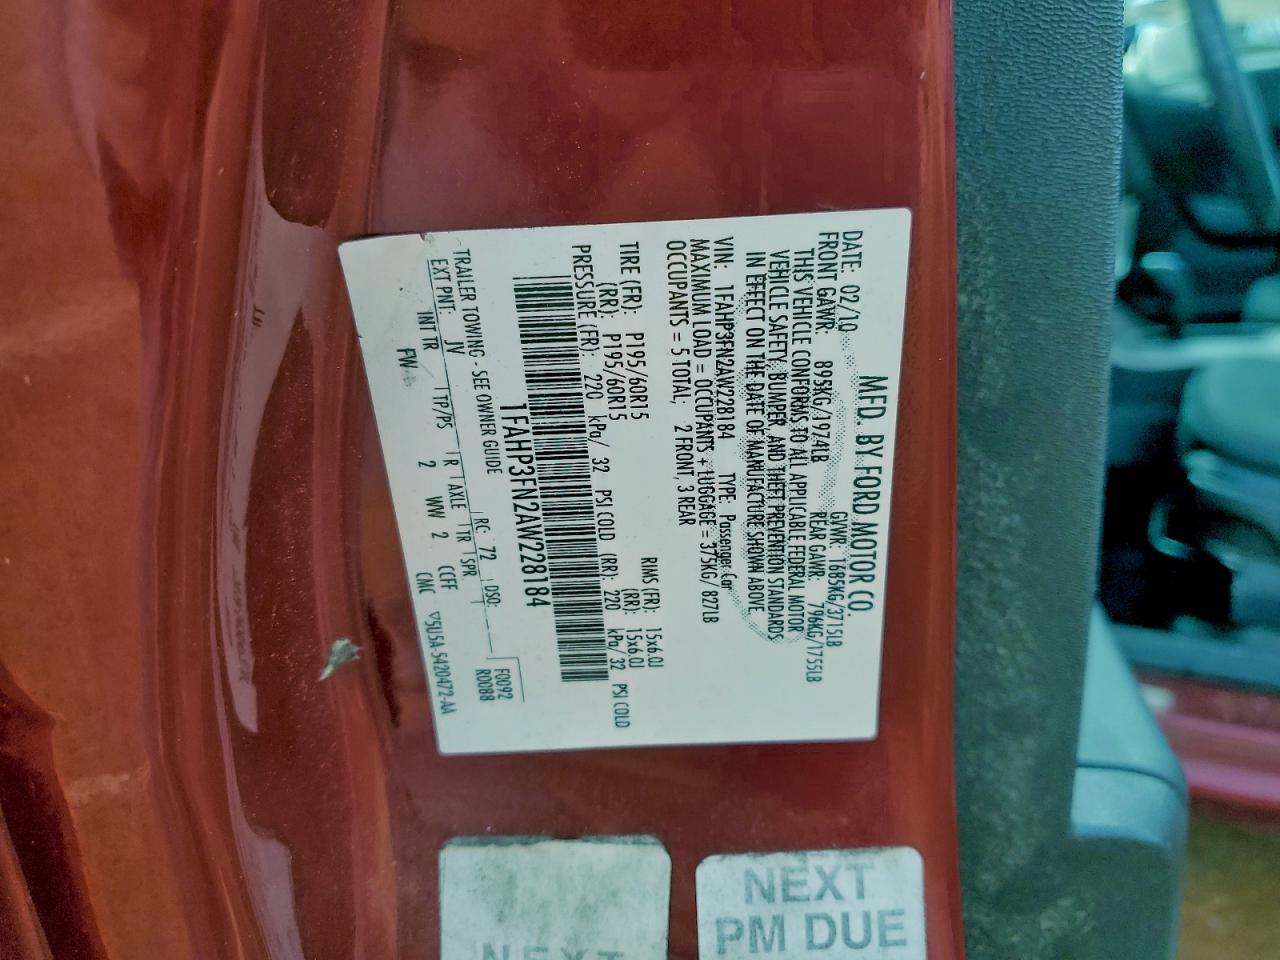 MFD. BY FORD MOTOR CO.
DATE: 02/10 GVWR: 1685KG/3715LB
FRONT GAWR: 895KG/1974LB REAR GAWR: 796KG/1755LB
THIS VEHICLE CONFORMS TO ALL APPLICABLE FEDERAL MOTOR
VEHICLE SAFETY, BUMPER, AND THEFT PREVENTION STANDARDS
IN EFFECT ON THE DATE OF MANUFACTURE SHOWN ABOVE.
VIN: 1FAHP3FN2AW228184 TYPE: Passenger Car
MAXIMUM LOAD = OCCUPANTS + LUGGAGE = 375KG/ 827LB
OCCUPANTS = 5 TOTAL, 2 FRONT, 3 REAR
RIMS (FR): 15x6.0J
TIRE (FR): P195/60R15 (RR): 15x6.0J
(RR): P195/60R15
PRESSURE (FR): 220 kPa/ 32 PSI COLD (RR): 220 kPa/ 32 PSI COLD
1FAHP3FN2AW228184
F0092
TRAILER TOWING - SEE OWNER GUIDE RC: 72 DSO: R0088
EXT PNT: JV
INT TR TP/PS R AXLE TR SPR
FW 2 2 WW 2 CCFF
CMC
▽5U5A-5420472-AA
NEXT
PM DUE
NEXT